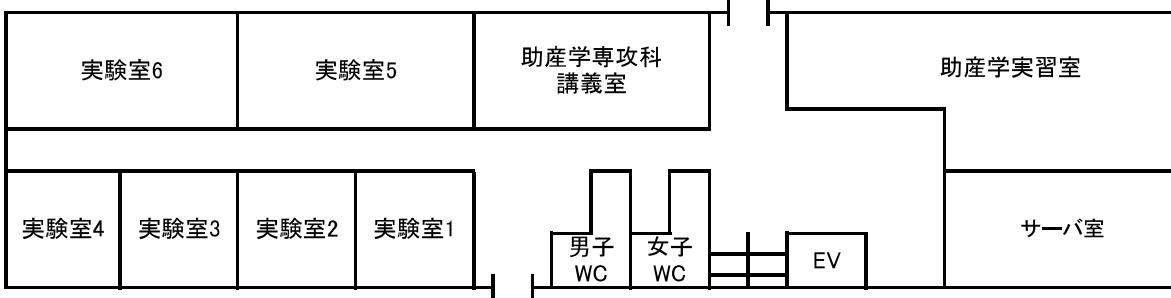 実験室6
実験室5
助産学専攻科
講義室
助産学実習室
実験室4
実験室3
実験室2
実験室1
男子
WC
女子
WC
EV
サーバ室